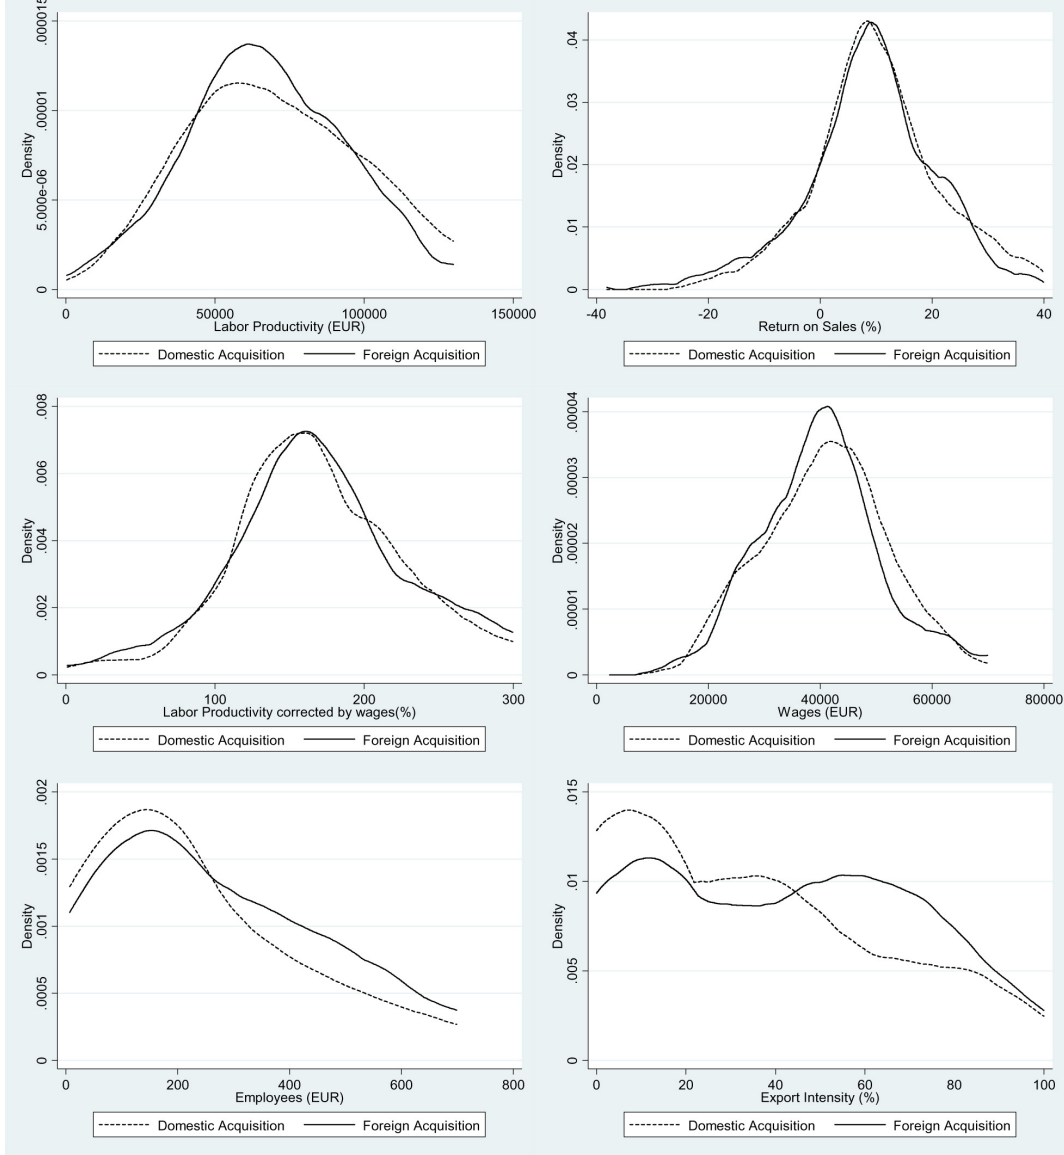 Density
.000015
.00001
5.000e-06
0
0 50000 100000 150000
Labor Productivity (EUR)
Domestic Acquisition Foreign Acquisition
Density
.04
.03
.02
.01
0
-40 -20 0 20 40
Return on Sales (%)
Domestic Acquisition Foreign Acquisition
Density
.008
.006
.004
.002
0
0 100 200 300
Labor Productivity corrected by wages(%)
Domestic Acquisition Foreign Acquisition
Density
.00004
.00003
.00002
.00001
0
0 20000 40000 60000 80000
Wages (EUR)
Domestic Acquisition Foreign Acquisition
Density
.002
.0015
.0001
.0005
0
0 200 400 600 800
Employees (EUR)
Domestic Acquisition Foreign Acquisition
Density
.015
.01
.005
0
0 20 40 60 80 100
Export Intensity (%)
Domestic Acquisition Foreign Acquisition